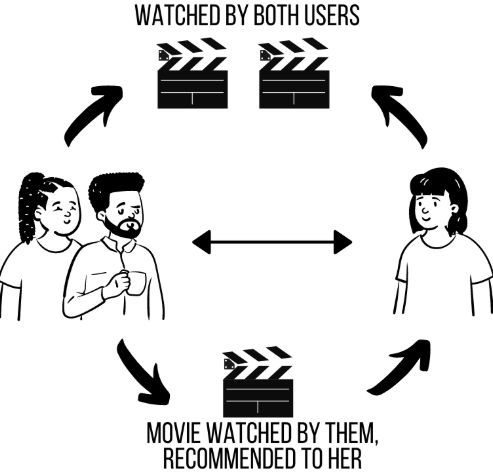 WATCHED BY BOTH USERS
MOVIE WATCHED BY THEM,
RECOMMENDED TO HER